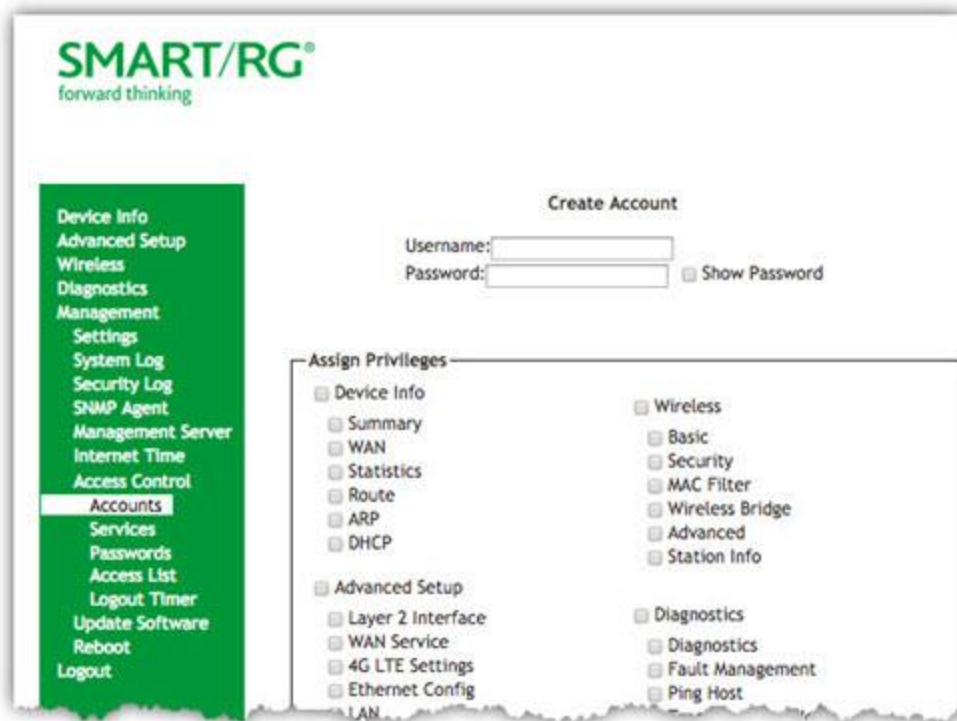 SMART/RG®
forward thinking
Device Info
Advanced Setup
Wireless
Diagnostics
Management
Settings
System Log
Security Log
SNMP Agent
Management Server
Internet Time
Access Control
Accounts
Services
Passwords
Access List
Logout Timer
Update Software
Reboot
Logout
Create Account
Username:
Password:
Show Password
Assign Privileges
Device Info
Summary
WAN
Statistics
Route
ARP
DHCP
Advanced Setup
Layer 2 Interface
WAN Service
4G LTE Settings
Ethernet Config
LAN
Wireless
Basic
Security
MAC Filter
Wireless Bridge
Advanced
Station Info
Diagnostics
Diagnostics
Fault Management
Ping Host